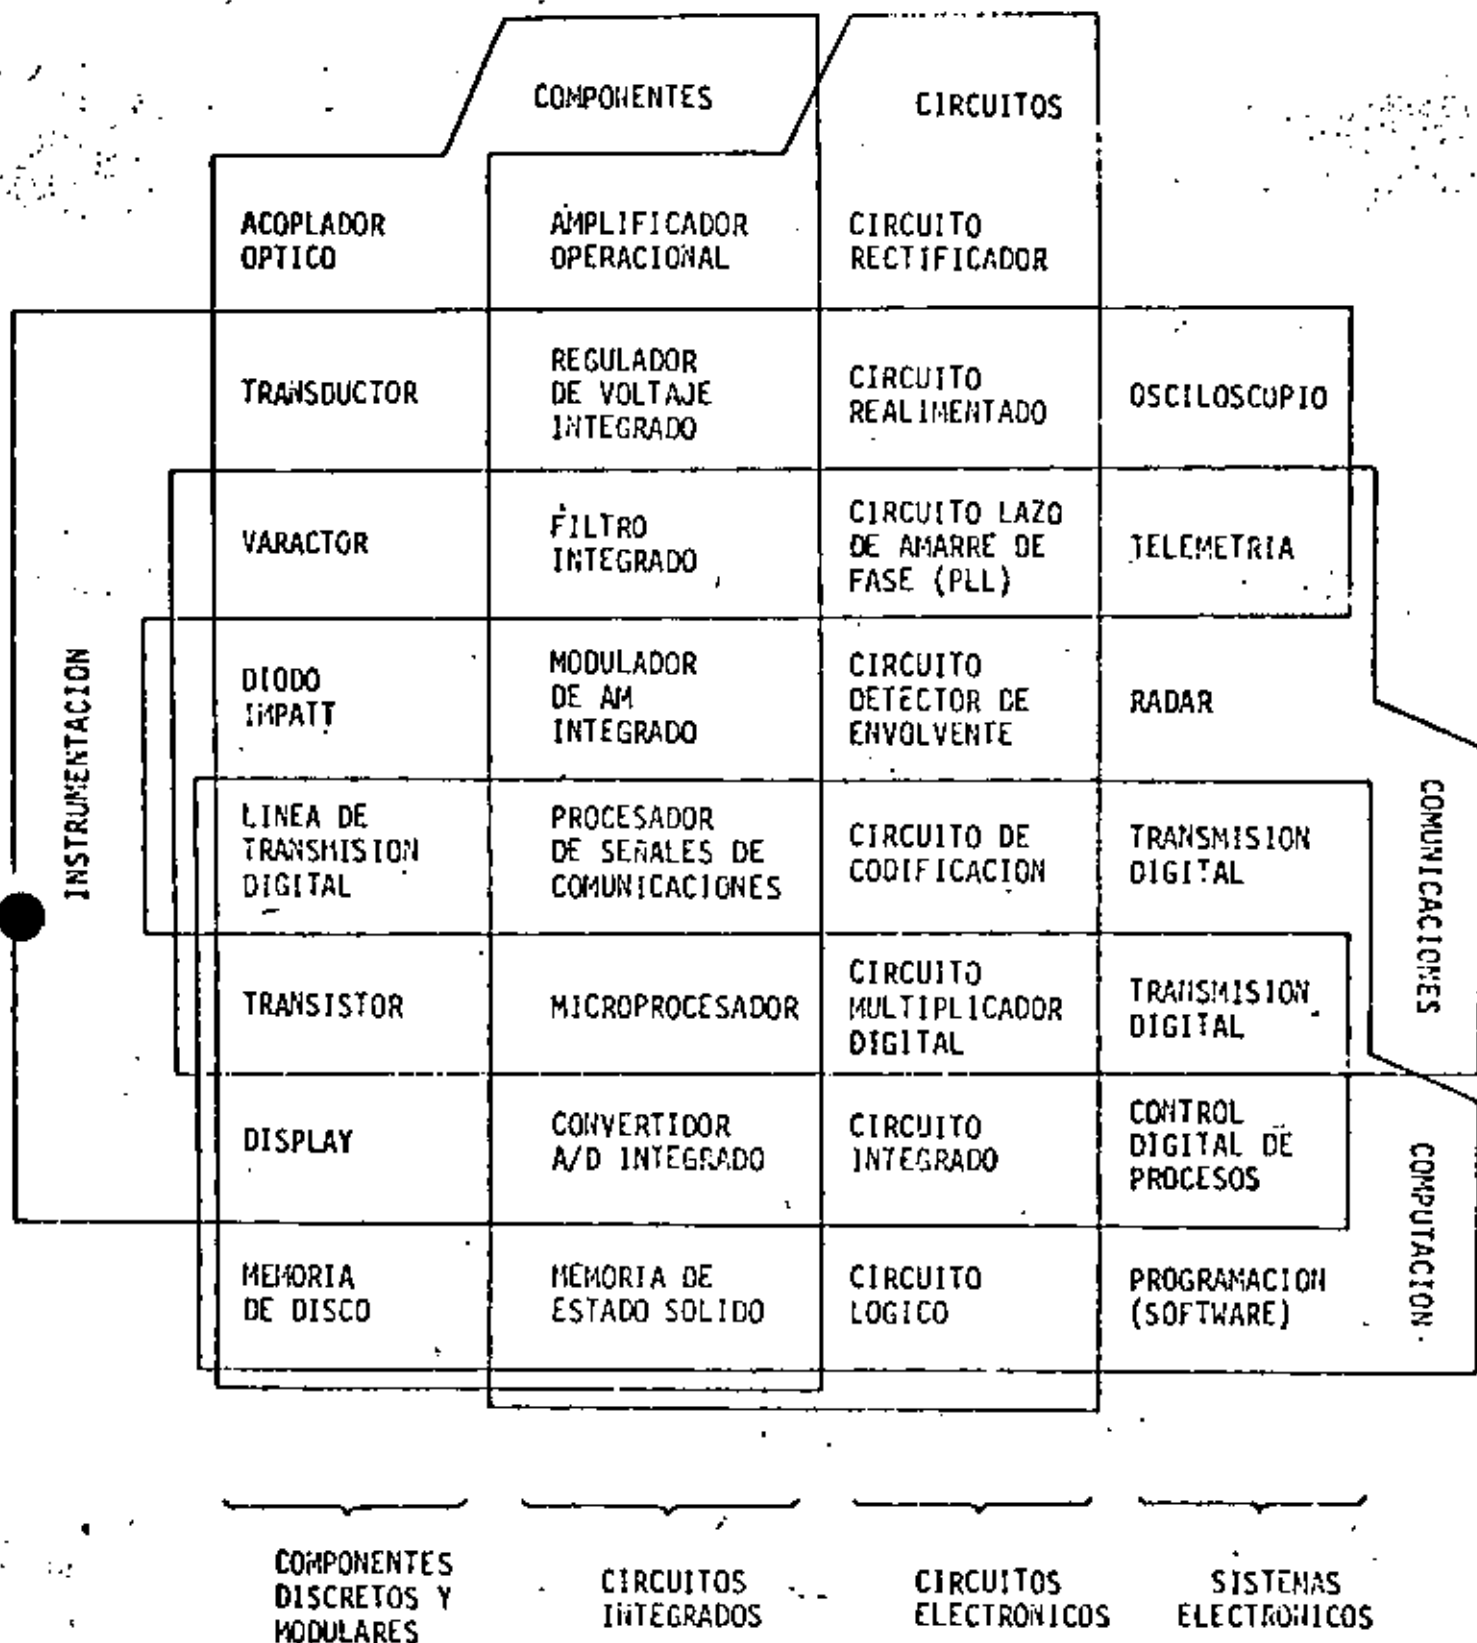 COMPONENTES
CIRCUITOS
ACOPLADOR
OPTICO
AMPLIFICADOR
OPERACIONAL
CIRCUITO
RECTIFICADOR
TRANSDUCTOR
REGULADOR
DE VOLTAJE
INTEGRADO
CIRCUITO
REALIMENTADO
OSCILOSCOPIO
VARACTOR
FILTRO
INTEGRADO
CIRCUITO LAZO
DE AMARRE DE
FASE (PLL)
TELEMETRIA
DIODO
IMPATT
MODULADOR
DE AM
INTEGRADO
CIRCUITO
DETECTOR DE
ENVOLVENTE
RADAR
LINEA DE
TRANSMISION
DIGITAL
PROCESADOR
DE SEÑALES DE
COMUNICACIONES
CIRCUITO DE
CODIFICACION
TRANSMISION
DIGITAL
TRANSISTOR
MICROPROCESADOR
CIRCUITO
MULTIPLICADOR
DIGITAL
TRANSMISION
DIGITAL
DISPLAY
CONVERTIDOR
A/D INTEGRADO
CIRCUITO
INTEGRADO
CONTROL
DIGITAL DE
PROCESOS
MEMORIA
DE DISCO
MEMORIA DE
ESTADO SOLIDO
CIRCUITO
LOGICO
PROGRAMACION
(SOFTWARE)
INSTRUMENTACION
COMUNICACIONES
COMPUTACION
COMPONENTES
DISCRETOS Y
MODULARES
CIRCUITOS
INTEGRADOS
CIRCUITOS
ELECTRONICOS
SISTEMAS
ELECTRONICOS